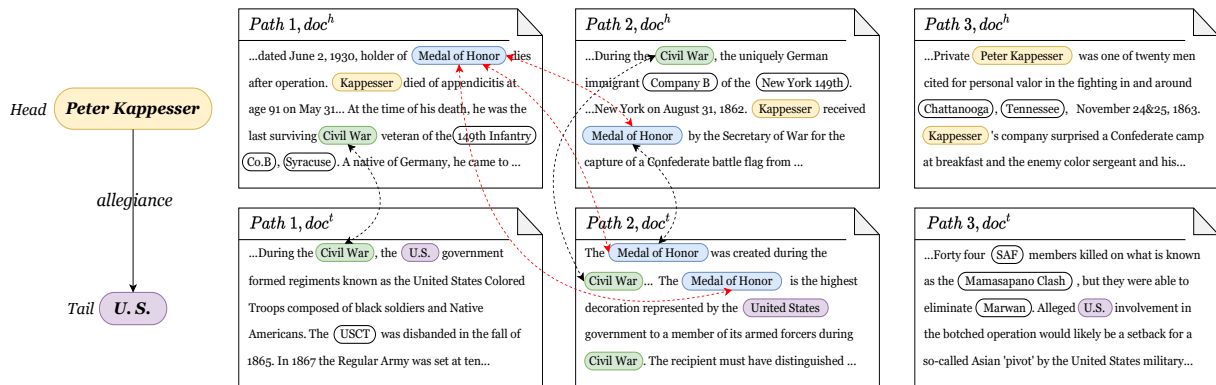 Head Peter Kappesser
allegiance
Tail U. S.
Path 1, doc^h
...dated June 2, 1930, holder of Medal of Honor dies
after operation. Kappesser died of appendicitis at
age 91 on May 31... At the time of his death, he was the
last surviving Civil War veteran of the 149th Infantry
Co.B , Syracuse . A native of Germany, he came to ...
Path 2, doc^h
...During the Civil War , the uniquely German
immigrant Company B of the New York 149th .
...New York on August 31, 1862. Kappesser received
Medal of Honor by the Secretary of War for the
capture of a Confederate battle flag from ...
Path 3, doc^h
...Private Peter Kappesser was one of twenty men
cited for personal valor in the fighting in and around
Chattanooga , Tennessee , November 24&25, 1863.
Kappesser 's company surprised a Confederate camp
at breakfast and the enemy color sergeant and his...
Path 1, doc^t
...During the Civil War , the U.S. government
formed regiments known as the United States Colored
Troops composed of black soldiers and Native
Americans. The USCT was disbanded in the fall of
1865. In 1867 the Regular Army was set at ten...
Path 2, doc^t
The Medal of Honor was created during the
Civil War ... The Medal of Honor is the highest
decoration represented by the United States
government to a member of its armed forcers during
Civil War . The recipient must have distinguished ...
Path 3, doc^t
...Forty four SAF members killed on what is known
as the Mamasapano Clash , but they were able to
eliminate Marwan . Alleged U.S. involvement in
the botched operation would likely be a setback for a
so-called Asian 'pivot' by the United States military...